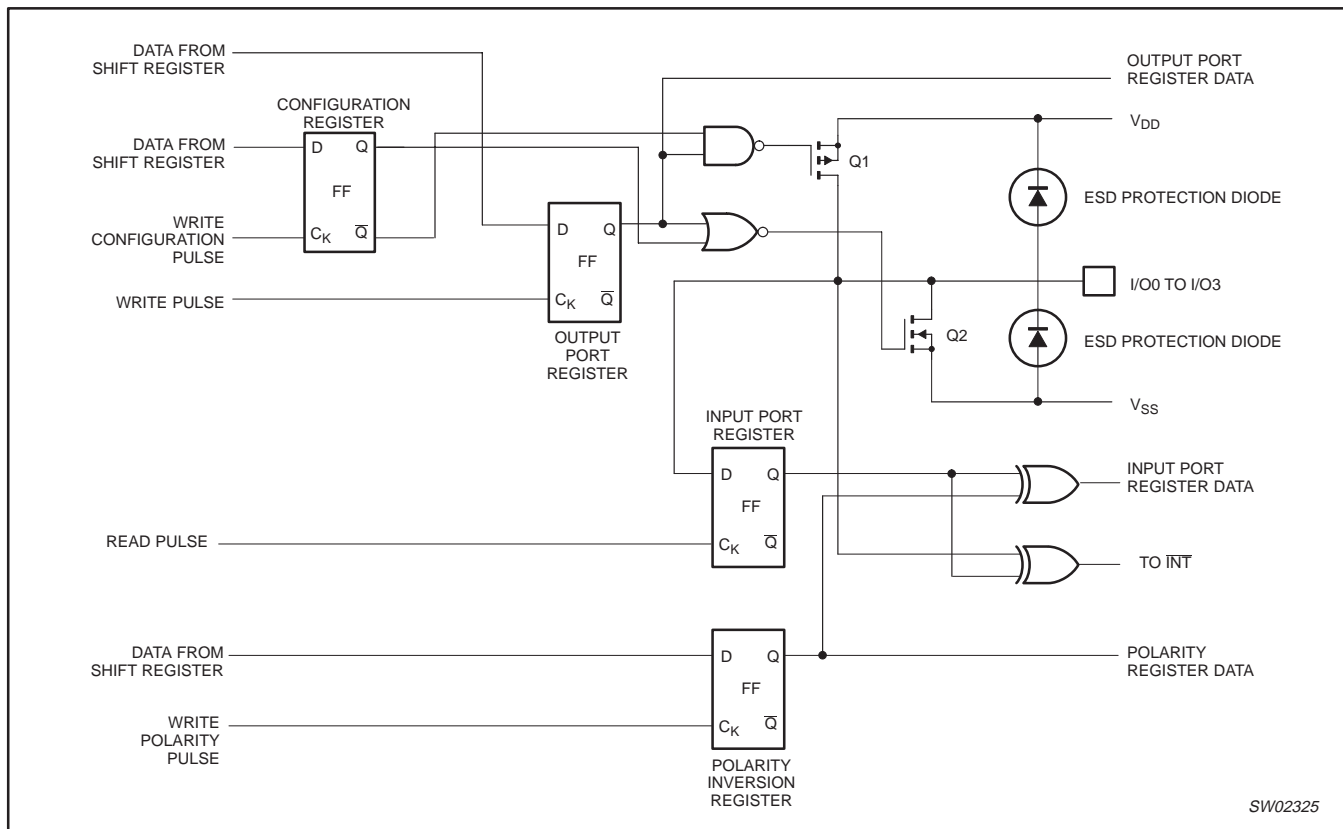 DATA FROM
SHIFT REGISTER
OUTPUT PORT
REGISTER DATA
CONFIGURATION
REGISTER
DATA FROM
SHIFT REGISTER
D
Q
FF
WRITE
CONFIGURATION
PULSE
CK
Q̅
VDD
Q1
ESD PROTECTION DIODE
D
Q
FF
WRITE PULSE
CK
Q̅
OUTPUT
PORT
REGISTER
I/O0 TO I/O3
Q2
ESD PROTECTION DIODE
VSS
INPUT PORT
REGISTER
D
Q
FF
READ PULSE
CK
Q̅
INPUT PORT
REGISTER DATA
TO I̅N̅T̅
DATA FROM
SHIFT REGISTER
D
Q
FF
WRITE
POLARITY
PULSE
CK
Q̅
POLARITY
REGISTER DATA
POLARITY
INVERSION
REGISTER
SW02325